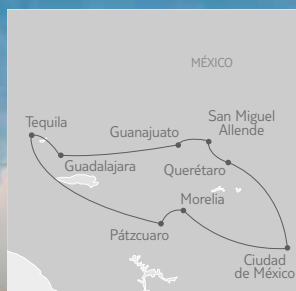 MÉXICO
Tequila
San Miguel
Allende
Guanajuato
Guadalajara
Querétaro
Morelia
Pátzcuaro
Ciudad
de México